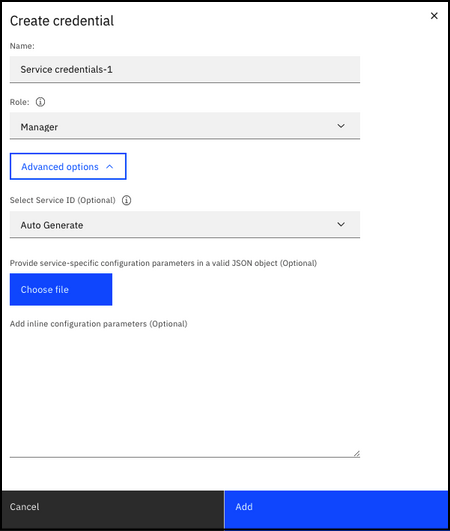 Create credential
Name:
Service credentials-1
Role:
Manager
Advanced options
Select Service ID (Optional)
Auto Generate
Provide service-specific configuration parameters in a valid JSON object (Optional)
Choose file
Add inline configuration parameters (Optional)
Cancel
Add